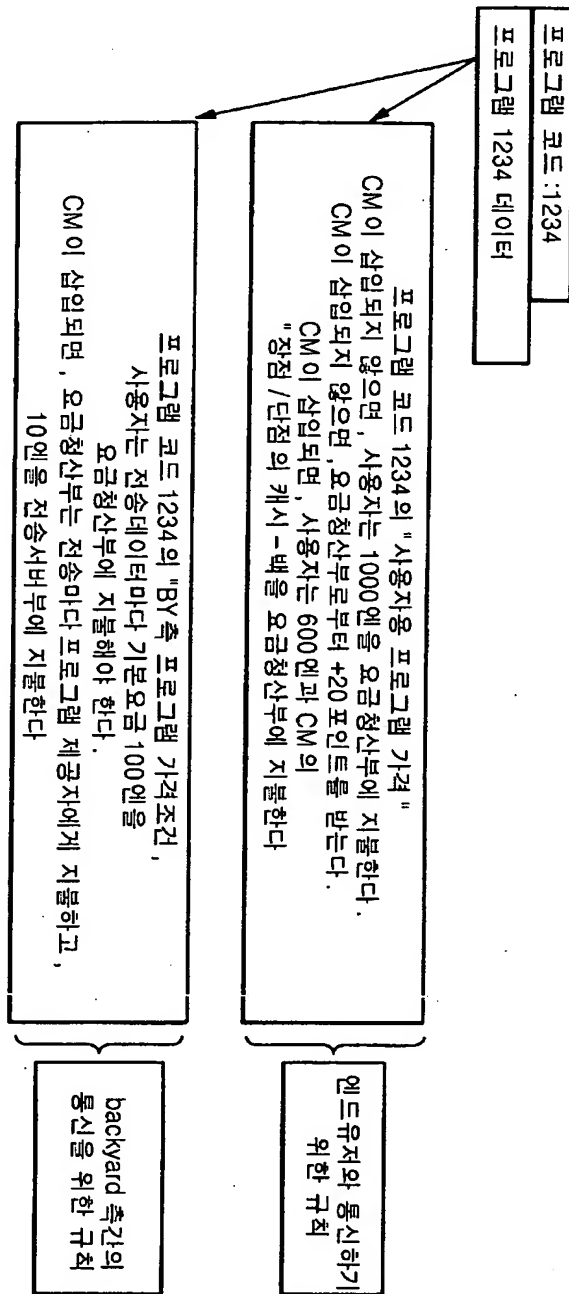 프로그램 코드:1234
프로그램 1234 데이터
프로그램 코드 1234의 "사용자용 프로그램 가격"
CM이 삽입되지 않으면, 사용자는 1000엔을 요금청산부에 지불한다.
CM이 삽입되지 않으면, 요금청산부로부터 +20 포인트를 받는다.
CM이 삽입되면, 사용자는 600엔과 CM의
"장점/단점의 캐시-백을 요금청산부에 지불한다
엔드유저와 통신하기
위한 규칙
프로그램 코드 1234의 "BY측 프로그램 가격조건,
사용자는 전송데이터마다 기본요금 100엔을
요금청산부에 지불해야 한다.
CM이 삽입되면, 요금청산부는 전송마다 프로그램 제공자에게 지불하고,
10엔을 전송서버부에 지불한다
backyard 측간의
통신을 위한 규칙